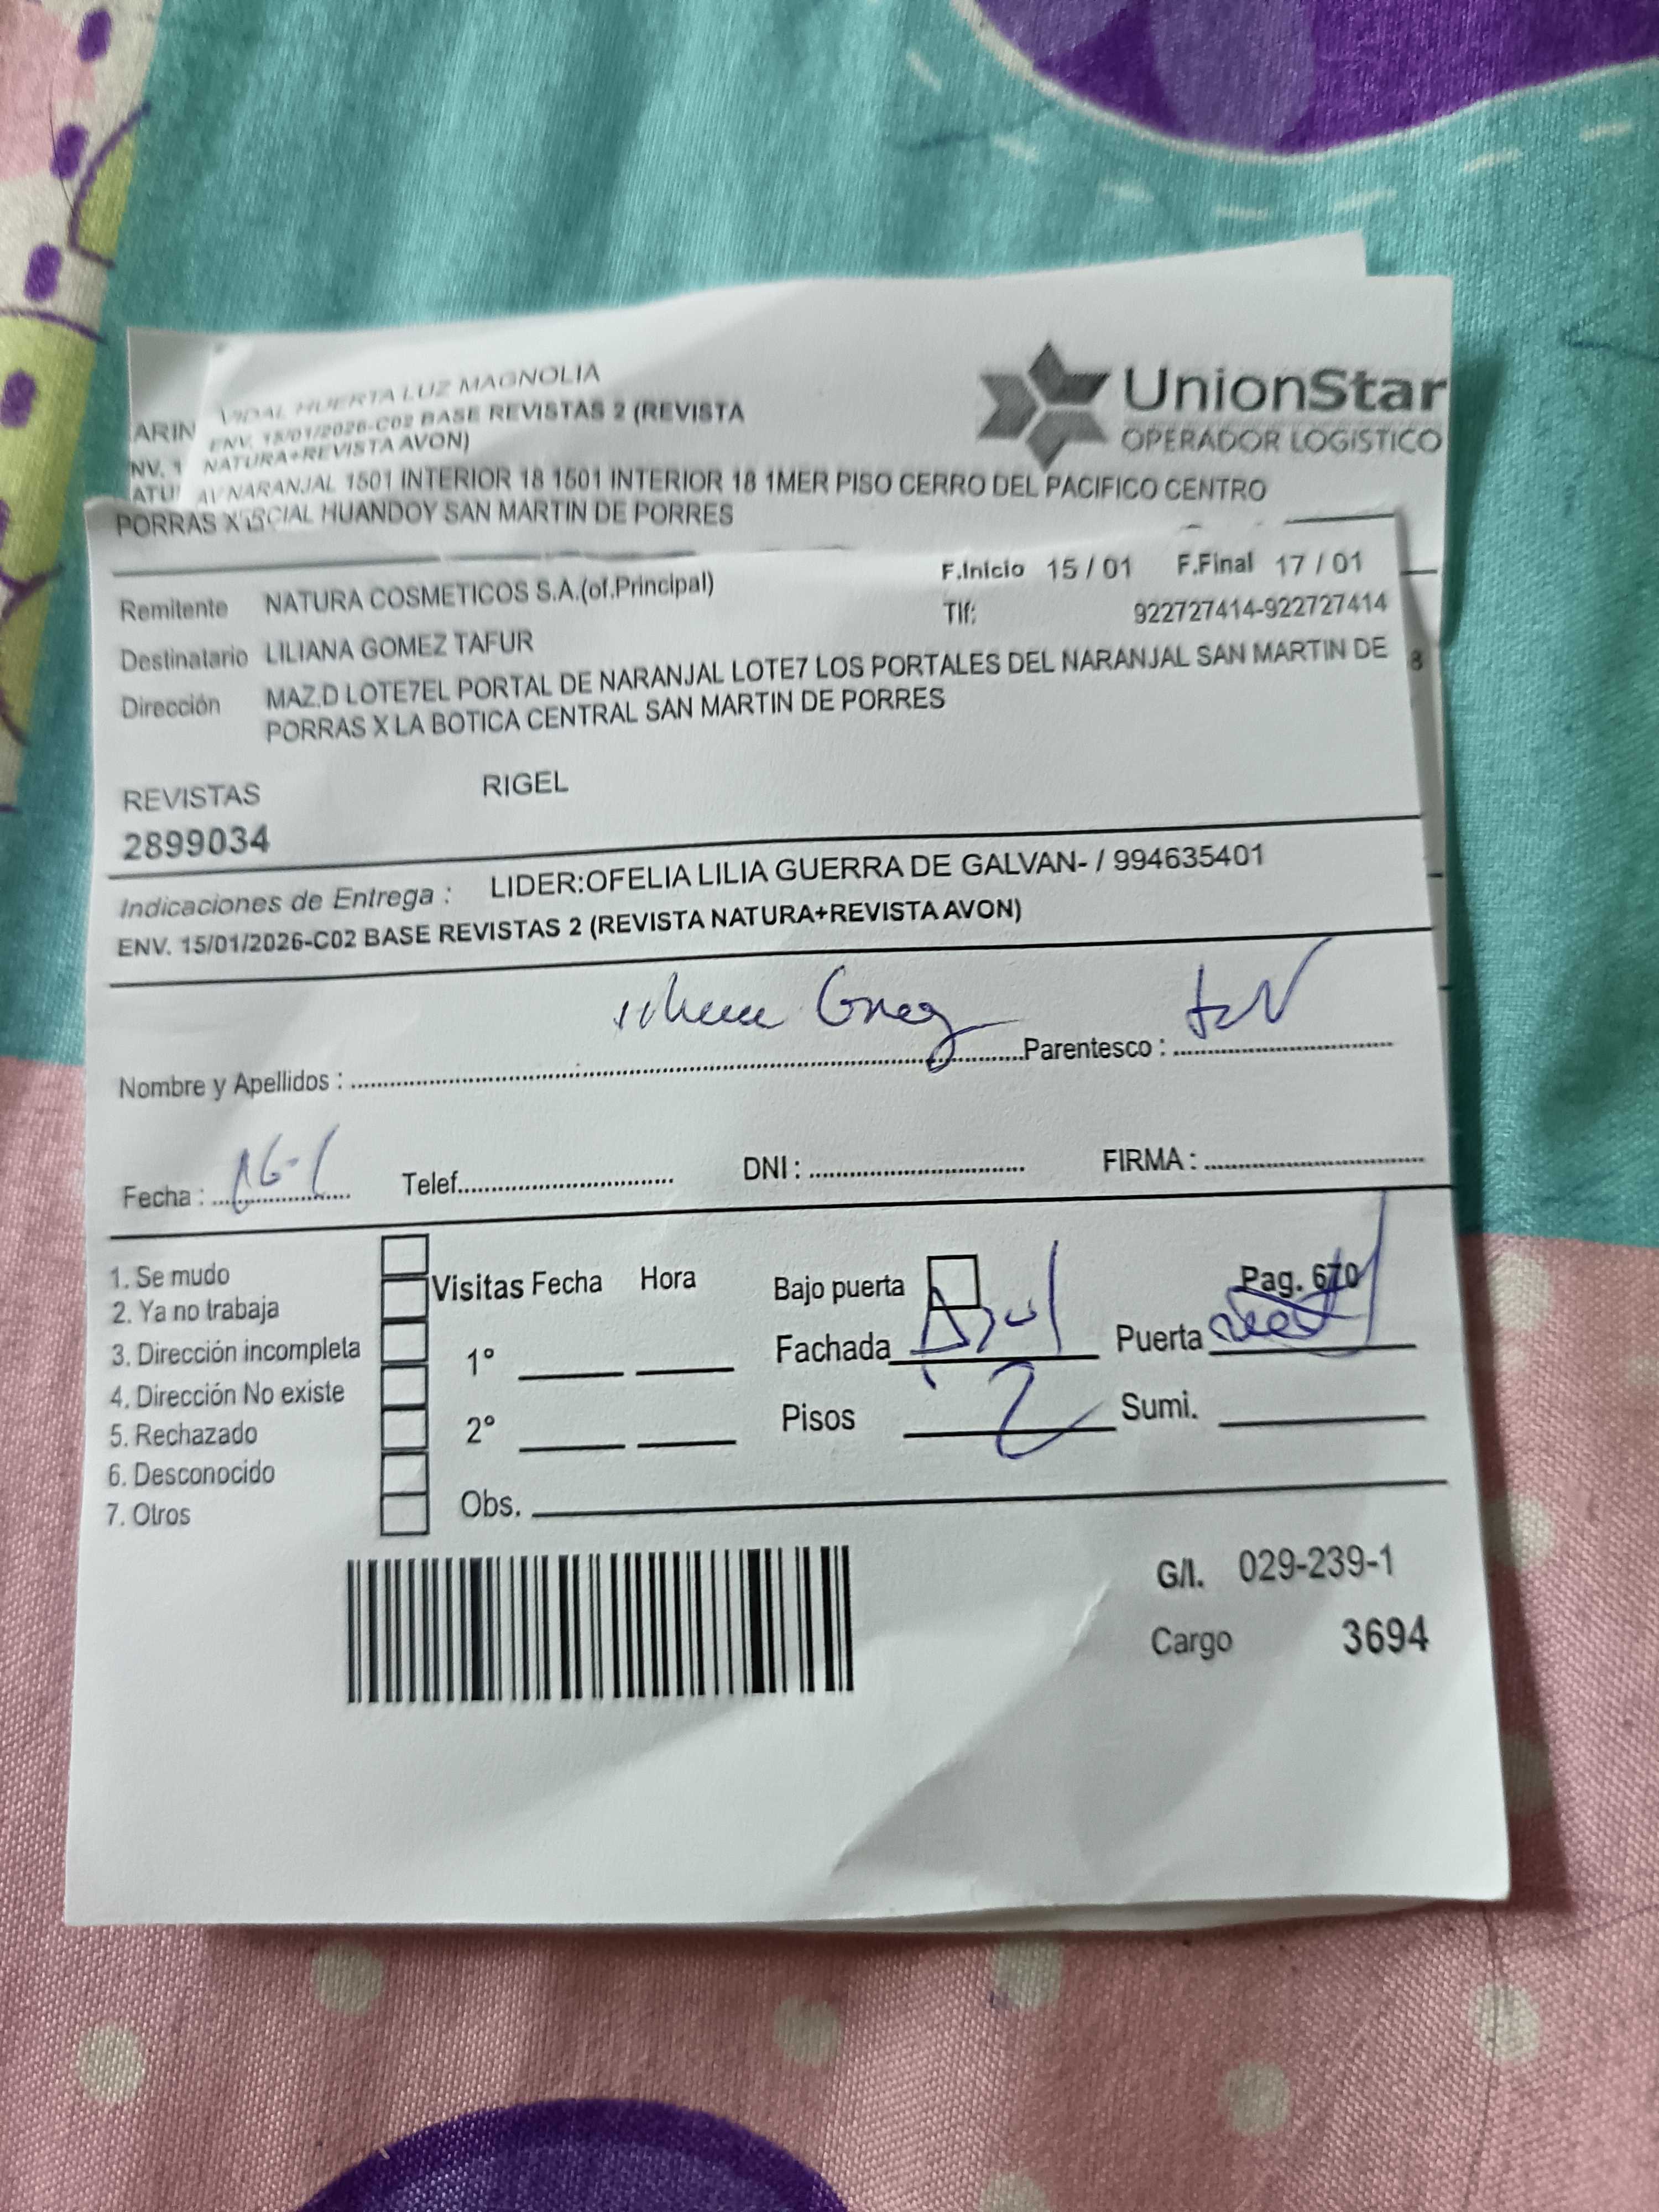 VIDAL HUERTA LUZ MAGNOLIA
ARIN ENV. 15/01/2026-C02 BASE REVISTAS 2 (REVISTA
NV. 1 NATURA+REVISTA AVON)
ATU AV NARANJAL 1501 INTERIOR 18 1501 INTERIOR 18 1MER PISO CERRO DEL PACIFICO CENTRO
PORRAS X HUANDOY SAN MARTIN DE PORRES
UnionStar
OPERADOR LOGÍSTICO
Remitente NATURA COSMETICOS S.A.(of.Principal)
F.Inicio 15 / 01 F.Final 17 / 01
Tlf: 922727414-922727414
Destinatario LILIANA GOMEZ TAFUR
Dirección MAZ.D LOTE7EL PORTAL DE NARANJAL LOTE7 LOS PORTALES DEL NARANJAL SAN MARTIN DE
PORRAS X LA BOTICA CENTRAL SAN MARTIN DE PORRES
8
REVISTAS RIGEL
2899034
Indicaciones de Entrega : LIDER:OFELIA LILIA GUERRA DE GALVAN- / 994635401
ENV. 15/01/2026-C02 BASE REVISTAS 2 (REVISTA NATURA+REVISTA AVON)
Nombre y Apellidos : Parentesco :
Fecha : 16-1 Telef. DNI : FIRMA :
1. Se mudo
2. Ya no trabaja
3. Dirección incompleta
4. Dirección No existe
5. Rechazado
6. Desconocido
7. Otros
Visitas Fecha Hora
1°
2°
Obs.
Bajo puerta Pag. 670
Fachada Azul Puerta
Pisos 2 Sumi.
G/I. 029-239-1
Cargo 3694